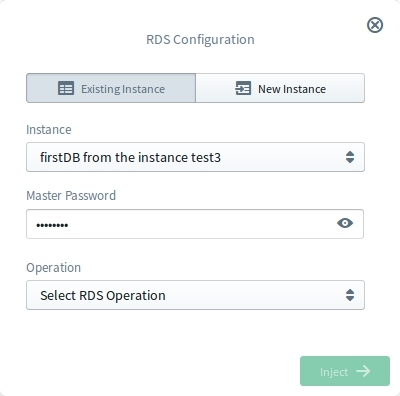 RDS Configuration
Existing Instance
New Instance
Instance
firstDB from the instance test3
Master Password
••••••••
Operation
Select RDS Operation
Inject